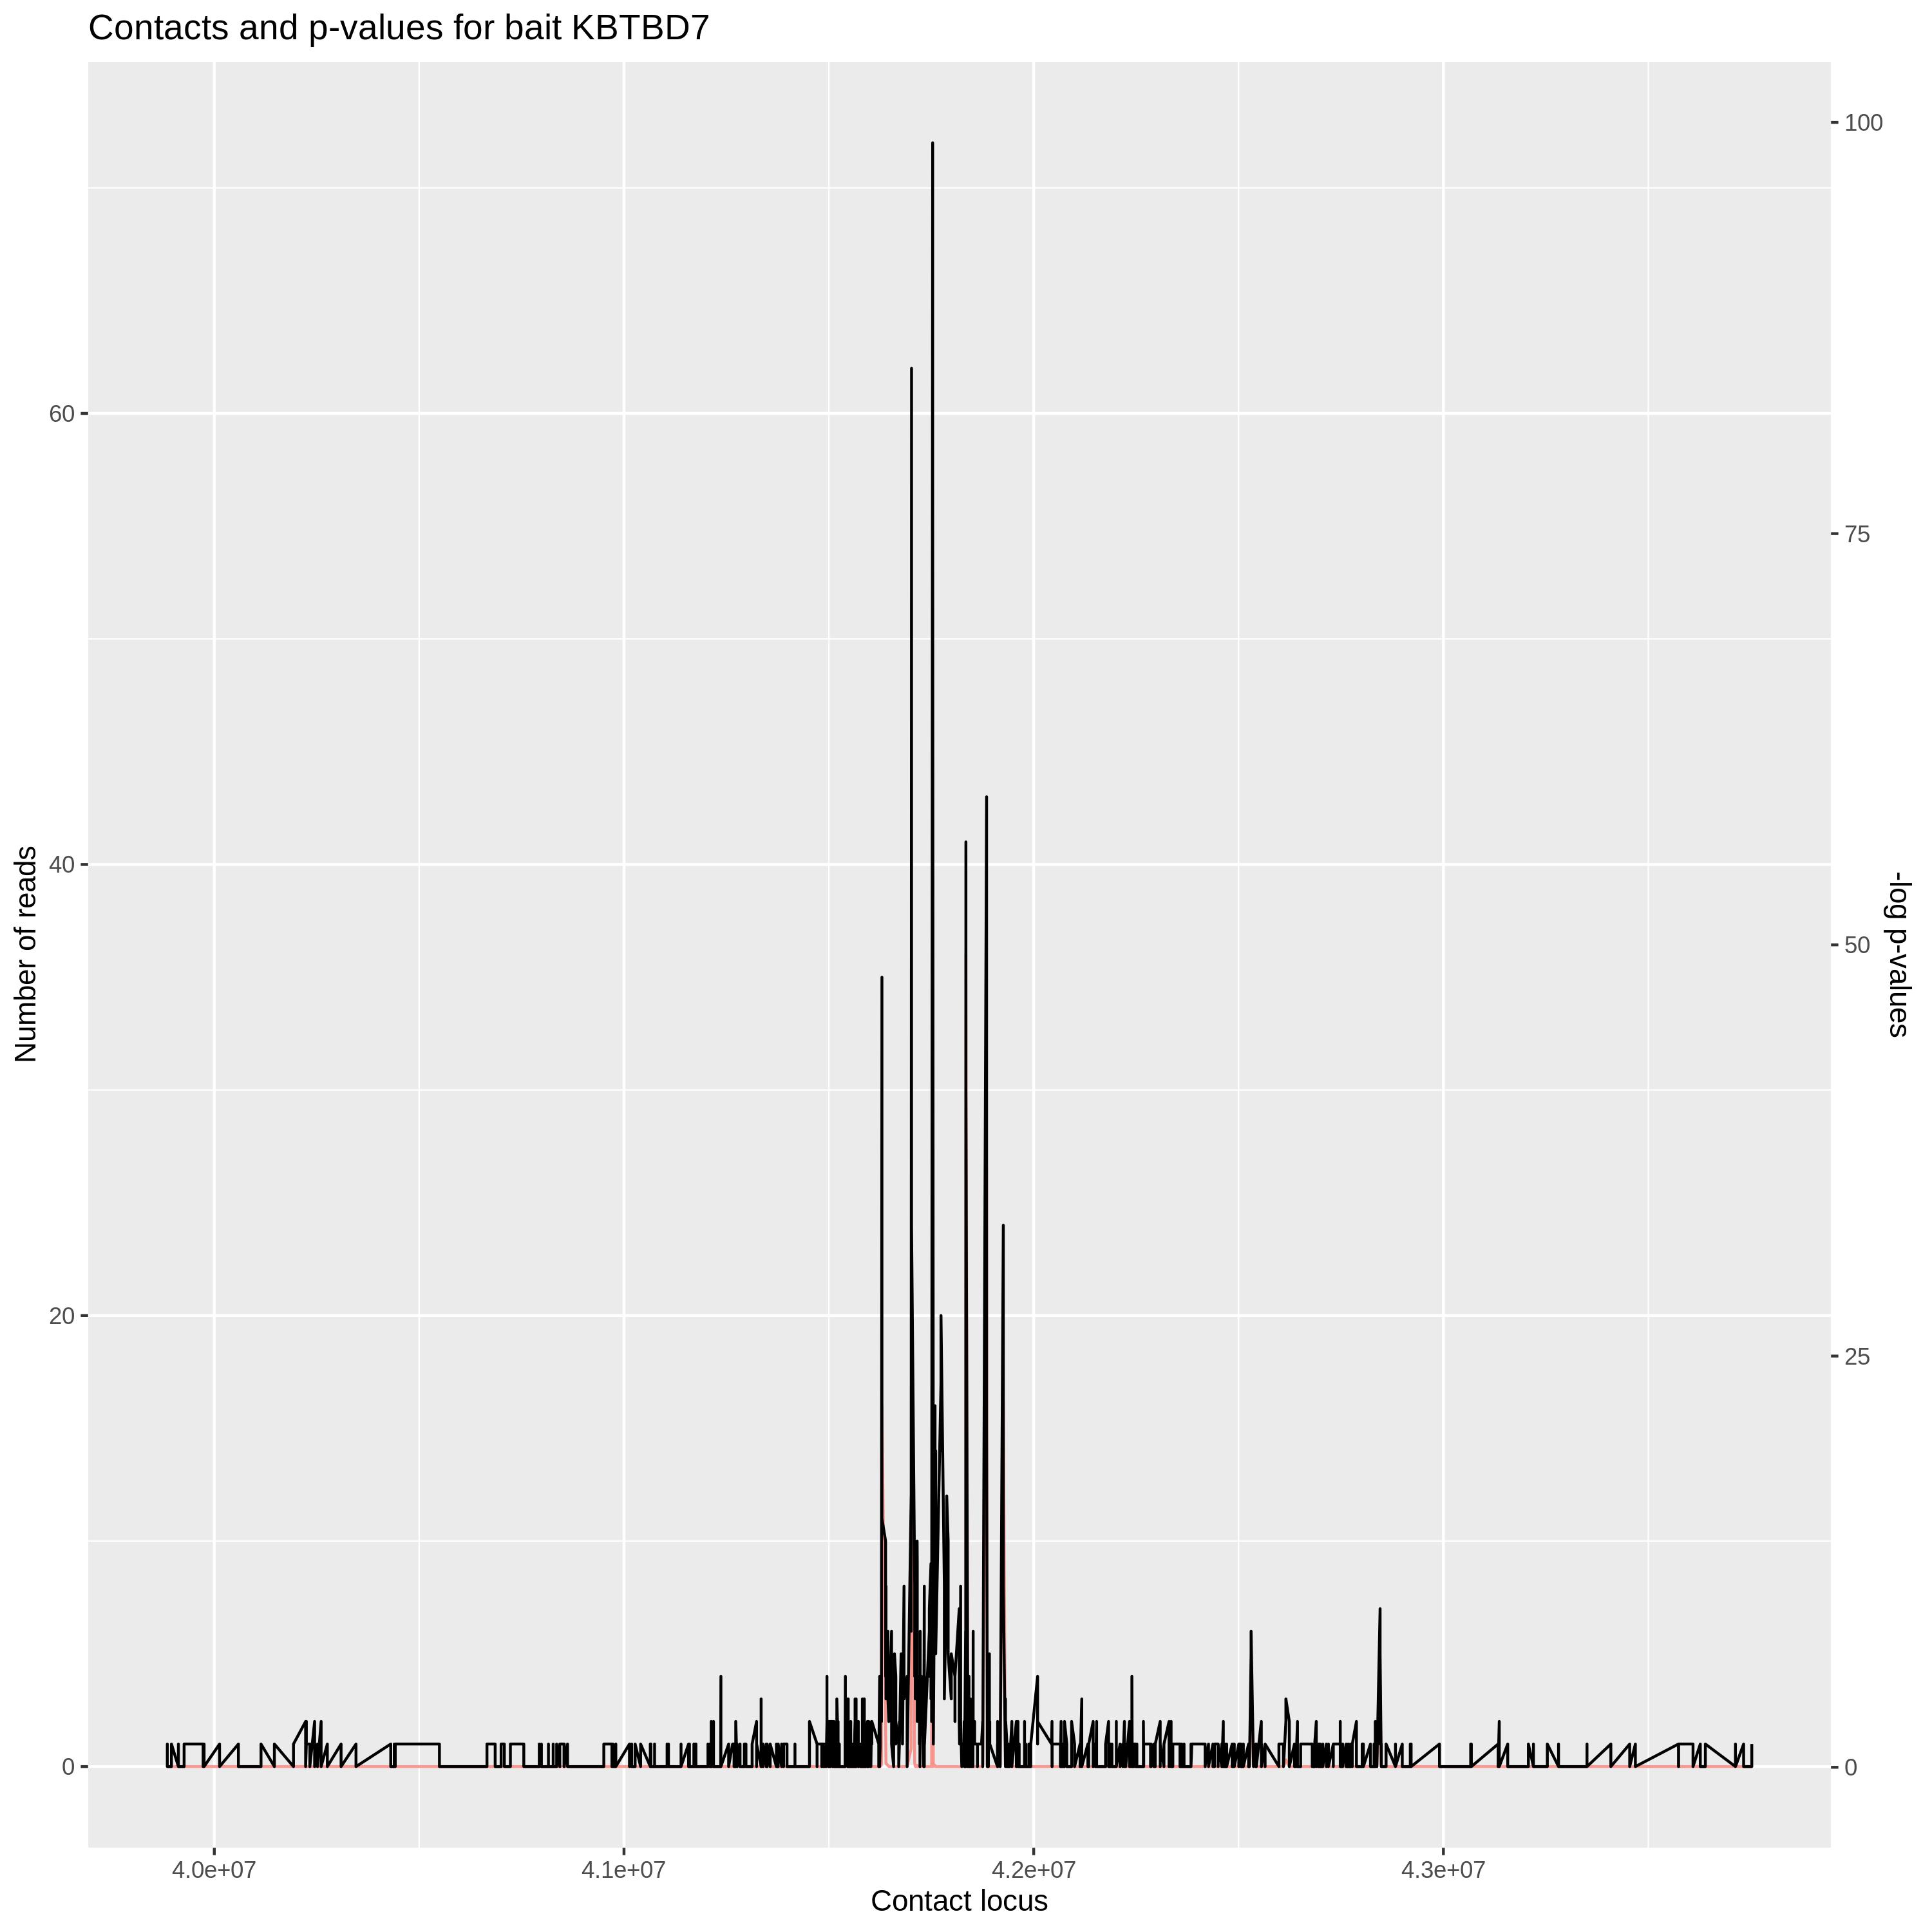 Contacts and p-values for bait KBTBD7
100
75
50
25
0
60
40
20
0
Number of reads
-log p-values
4.0e+07
4.1e+07
4.2e+07
4.3e+07
Contact locus